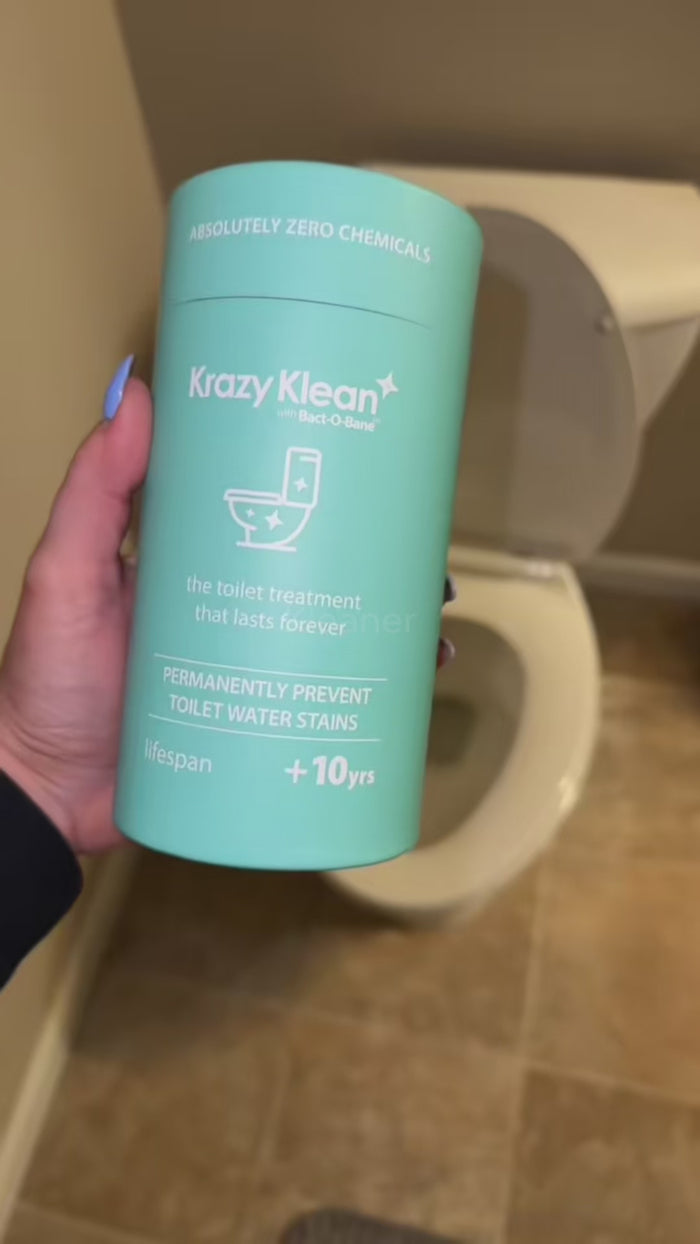 ABSOLUTELY ZERO CHEMICALS
Krazy Klean
with Bact-O-Bane™
the toilet treatment
that lasts forever
PERMANENTLY PREVENT
TOILET WATER STAINS
lifespan +10yrs